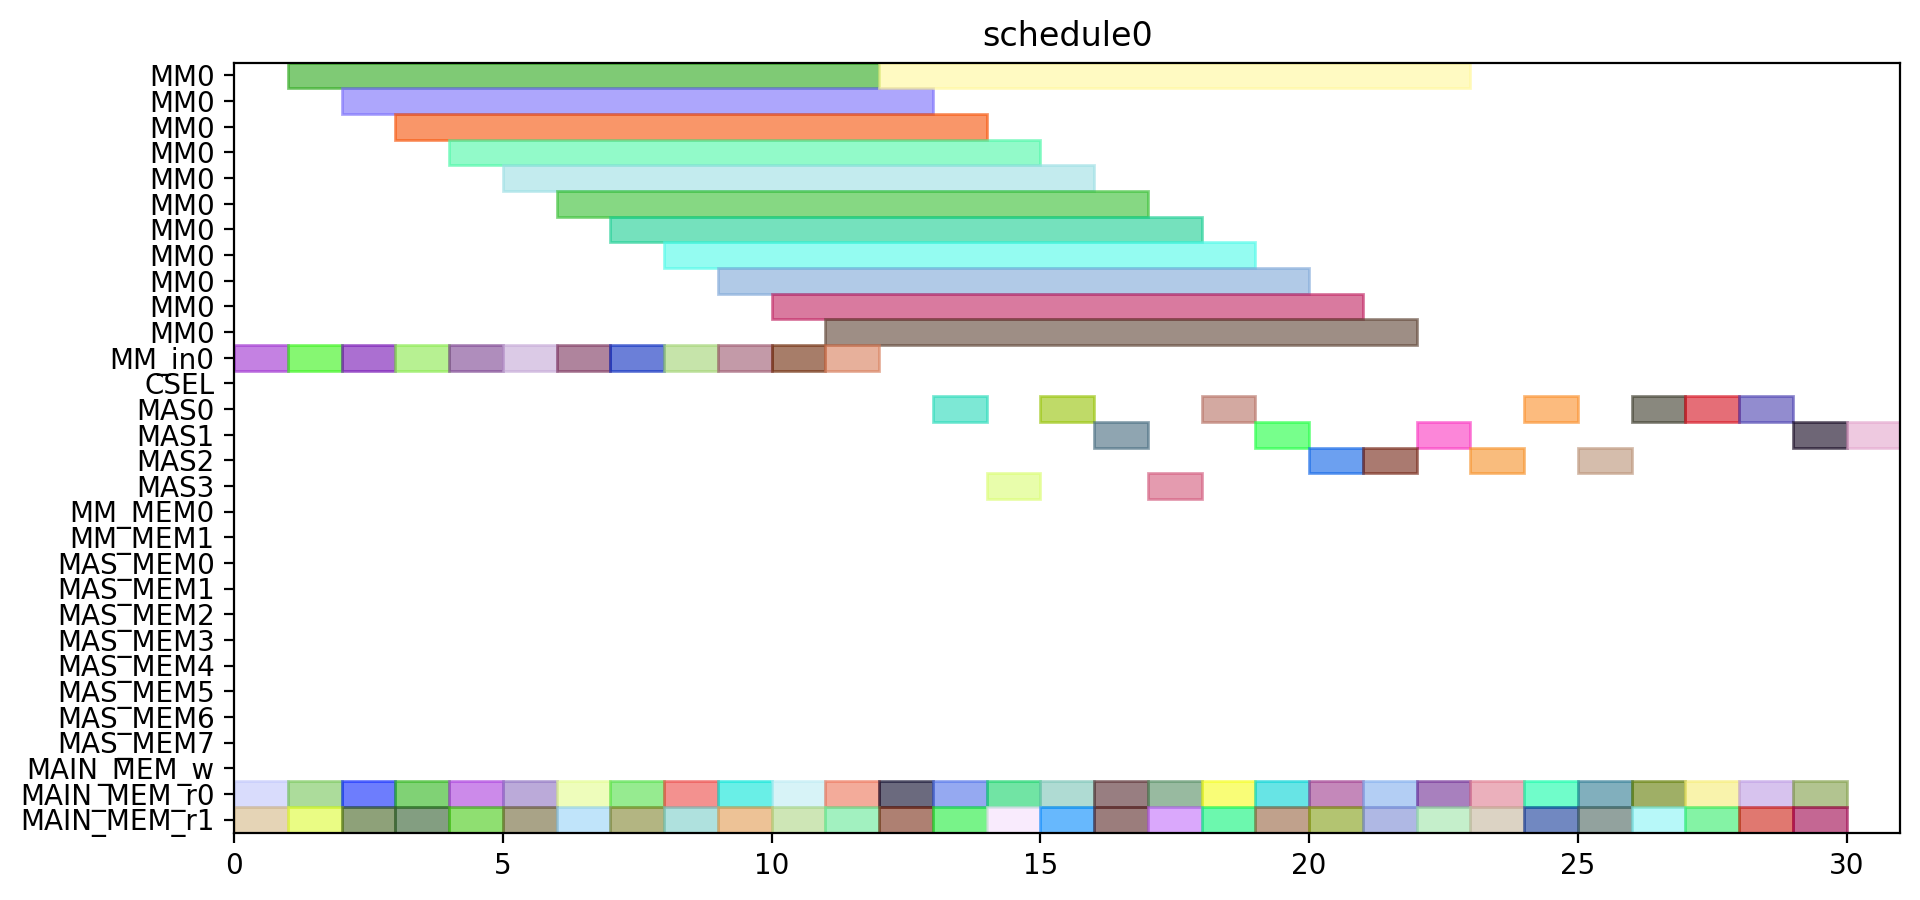 schedule0
MM0
MM0
MM0
MM0
MM0
MM0
MM0
MM0
MM0
MM0
MM0
MM_in0
CSEL
MAS0
MAS1
MAS2
MAS3
MM_MEM0
MM_MEM1
MAS_MEM0
MAS_MEM1
MAS_MEM2
MAS_MEM3
MAS_MEM4
MAS_MEM5
MAS_MEM6
MAS_MEM7
MAIN_MEM_w
MAIN_MEM_r0
MAIN_MEM_r1
0 5 10 15 20 25 30